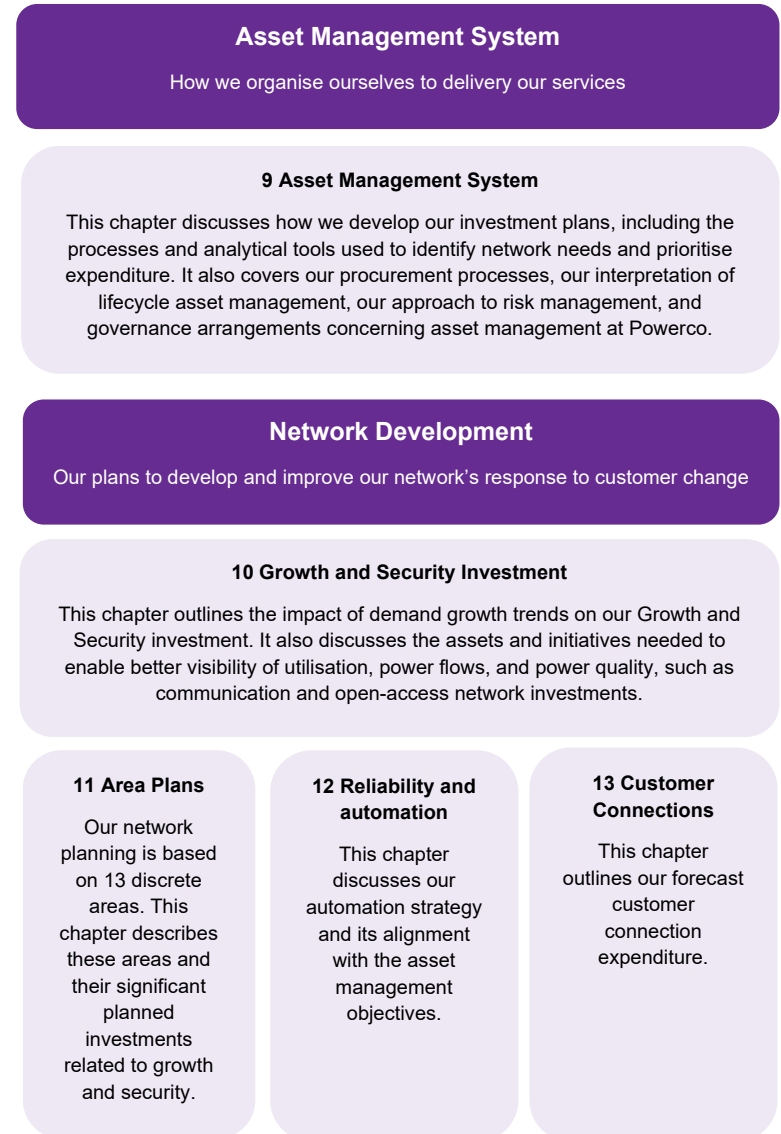 Asset Management System
How we organise ourselves to delivery our services
9 Asset Management System
This chapter discusses how we develop our investment plans, including the
processes and analytical tools used to identify network needs and prioritise
expenditure. It also covers our procurement processes, our interpretation of
lifecycle asset management, our approach to risk management, and
governance arrangements concerning asset management at Powerco.
Network Development
Our plans to develop and improve our network’s response to customer change
10 Growth and Security Investment
This chapter outlines the impact of demand growth trends on our Growth and
Security investment. It also discusses the assets and initiatives needed to
enable better visibility of utilisation, power flows, and power quality, such as
communication and open-access network investments.
11 Area Plans
Our network
planning is based
on 13 discrete
areas. This
chapter describes
these areas and
their significant
planned
investments
related to growth
and security.
12 Reliability and
automation
This chapter
discusses our
automation strategy
and its alignment
with the asset
management
objectives.
13 Customer
Connections
This chapter
outlines our forecast
customer
connection
expenditure.